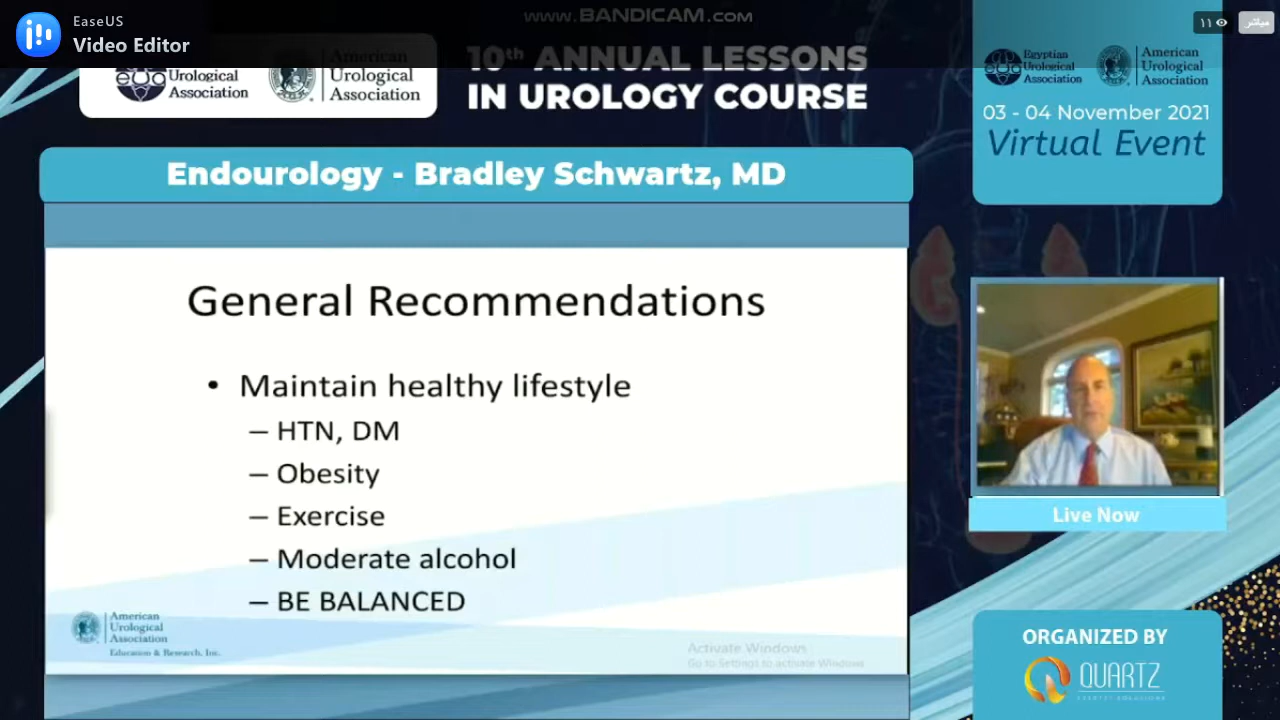 EaseUS
Video Editor
www.BANDICAM.com
١١
مباشر
Urological
Association
American
Urological
Association
10th ANNUAL LESSONS
IN UROLOGY COURSE
Egyptian
Urological
Association
American
Urological
Association
03 - 04 November 2021
Virtual Event
Endourology - Bradley Schwartz, MD
General Recommendations
• Maintain healthy lifestyle
– HTN, DM
– Obesity
– Exercise
– Moderate alcohol
– BE BALANCED
American
Urological
Association
Education & Research, Inc.
Activate Windows
Go to Settings to activate Windows
Live Now
ORGANIZED BY
QUARTZ